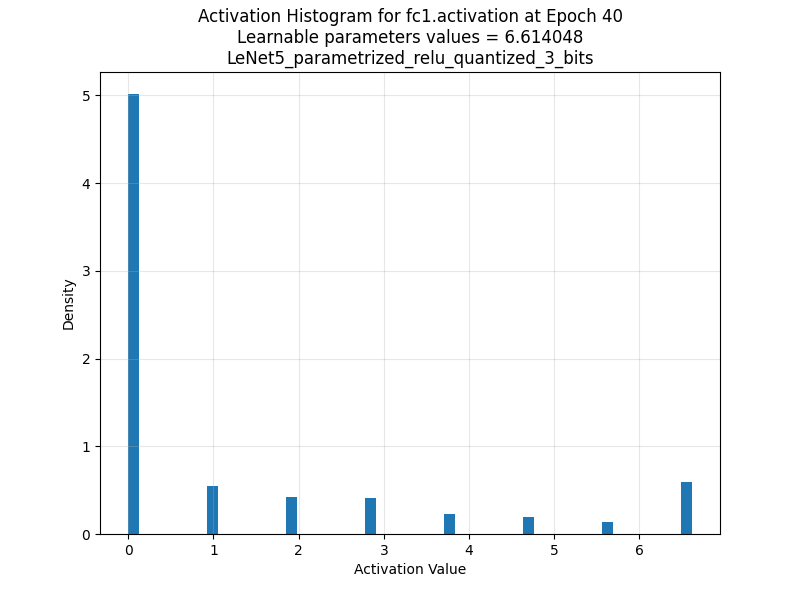 Activation Histogram for fc1.activation at Epoch 40
Learnable parameters values = 6.614048
LeNet5_parametrized_relu_quantized_3_bits
5
4
3
2
1
0
Density
0 1 2 3 4 5 6
Activation Value